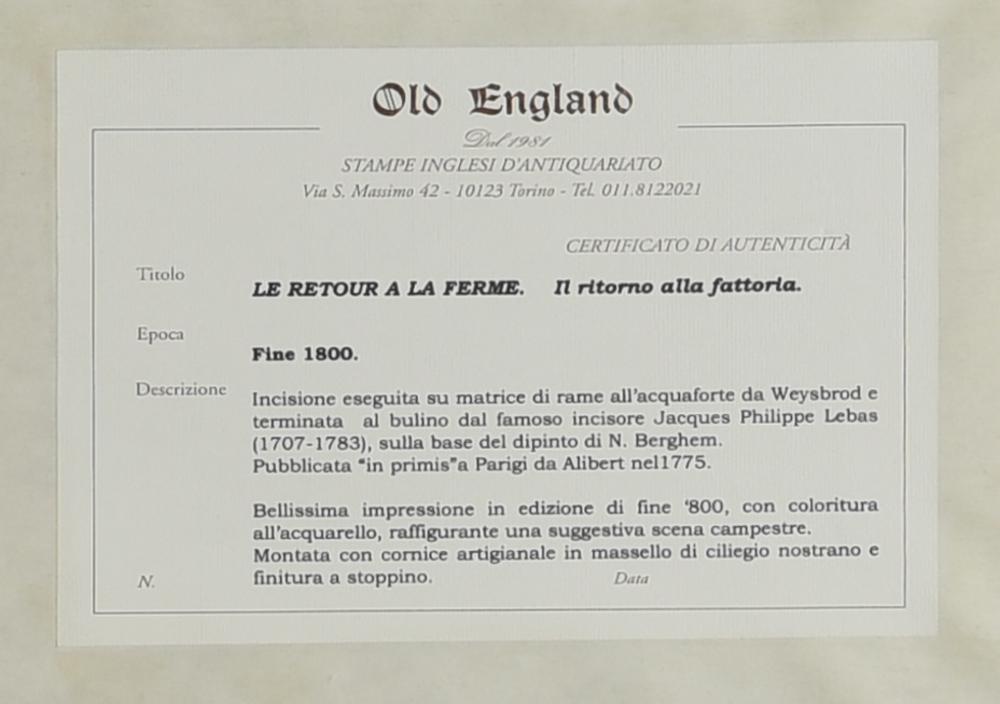 Old England
Dal 1981
STAMPE INGLESI D'ANTIQUARIATO
Via S. Massimo 42 - 10123 Torino - Tel. 011.8122021
CERTIFICATO DI AUTENTICITÀ
Titolo
LE RETOUR A LA FERME. Il ritorno alla fattoria.
Epoca
Fine 1800.
Descrizione
Incisione eseguita su matrice di rame all'acquaforte da Weysbrod e
terminata al bulino dal famoso incisore Jacques Philippe Lebas
(1707-1783), sulla base del dipinto di N. Berghem.
Pubblicata "in primis"a Parigi da Alibert nel1775.
Bellissima impressione in edizione di fine '800, con coloritura
all'acquarello, raffigurante una suggestiva scena campestre.
Montata con cornice artigianale in massello di ciliegio nostrano e
finitura a stoppino.
N.
Data